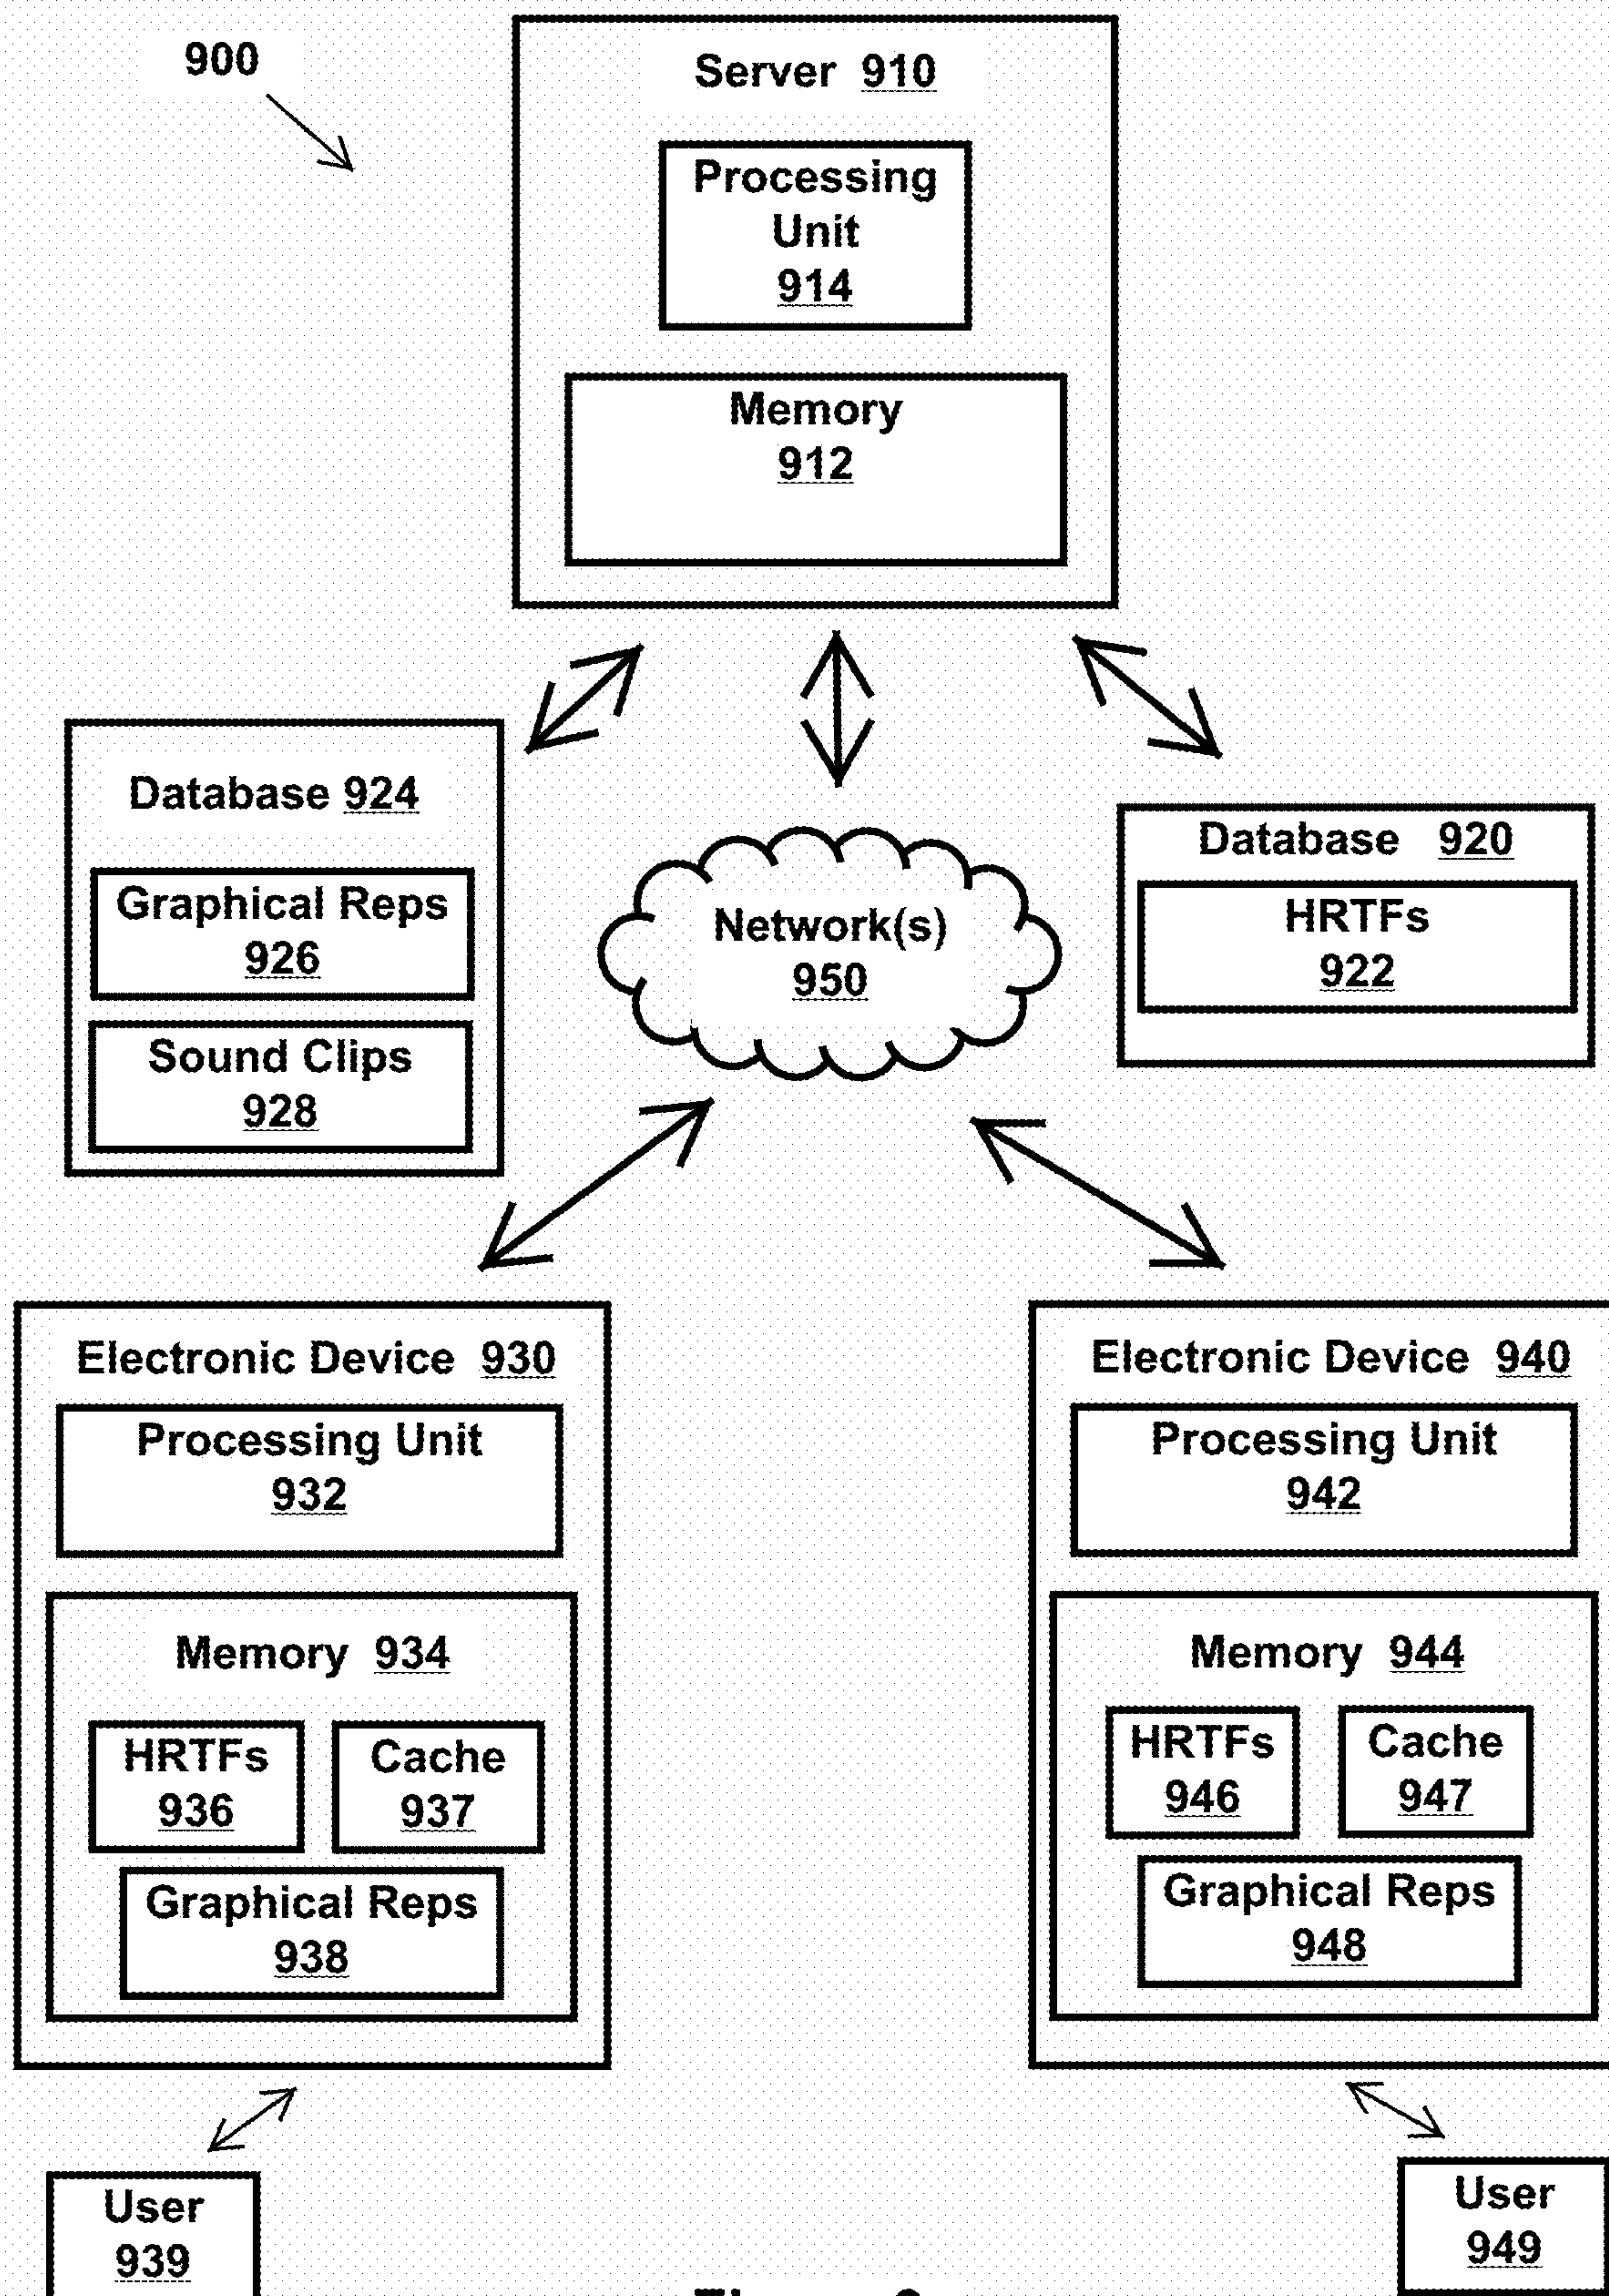 900
Server 910
Processing
Unit
914
Memory
912
Database 924
Graphical Reps
926
Sound Clips
928
Network(s)
950
Database 920
HRTFs
922
Electronic Device 930
Processing Unit
932
Memory 934
HRTFs
936
Cache
937
Graphical Reps
938
Electronic Device 940
Processing Unit
942
Memory 944
HRTFs
946
Cache
947
Graphical Reps
948
User
939
User
949